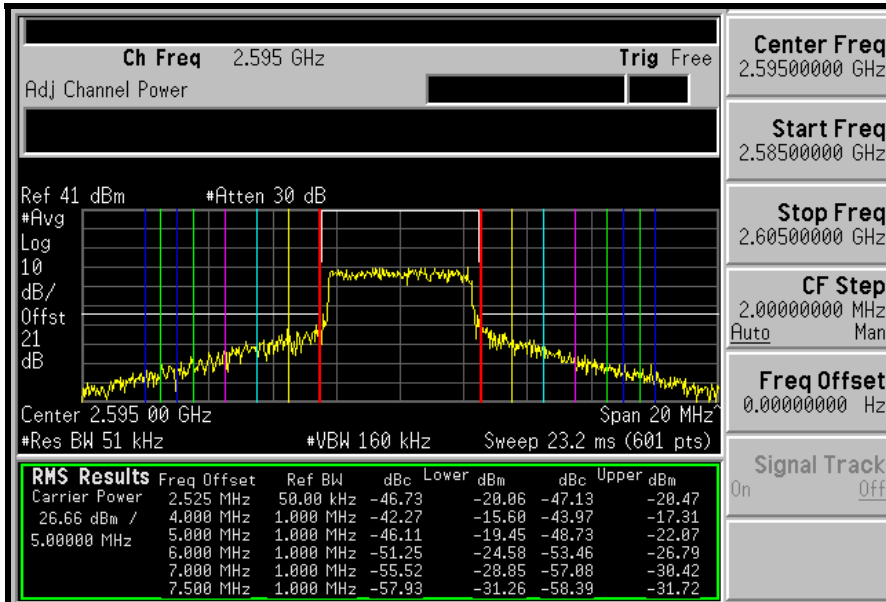 Ch Freq 2.595 GHz Trig Free
Adj Channel Power
Ref 41 dBm #Atten 30 dB
#Avg
Log
10
dB/
Offst
21
dB
Center 2.595 00 GHz Span 20 MHz^
#Res BW 51 kHz #VBW 160 kHz Sweep 23.2 ms (601 pts)
RMS Results Freq Offset Ref BW dBc Lower dBm dBc Upper dBm
Carrier Power 2.525 MHz 50.00 kHz -46.73 -20.06 -47.13 -20.47
26.66 dBm / 4.000 MHz 1.000 MHz -42.27 -15.60 -43.97 -17.31
5.00000 MHz 5.000 MHz 1.000 MHz -46.11 -19.45 -48.73 -22.07
6.000 MHz 1.000 MHz -51.25 -24.58 -53.46 -26.79
7.000 MHz 1.000 MHz -55.52 -28.85 -57.08 -30.42
7.500 MHz 1.000 MHz -57.93 -31.26 -58.39 -31.72
Center Freq
2.59500000 GHz
Start Freq
2.58500000 GHz
Stop Freq
2.60500000 GHz
CF Step
2.00000000 MHz
Auto Man
Freq Offset
0.00000000 Hz
Signal Track
On Off